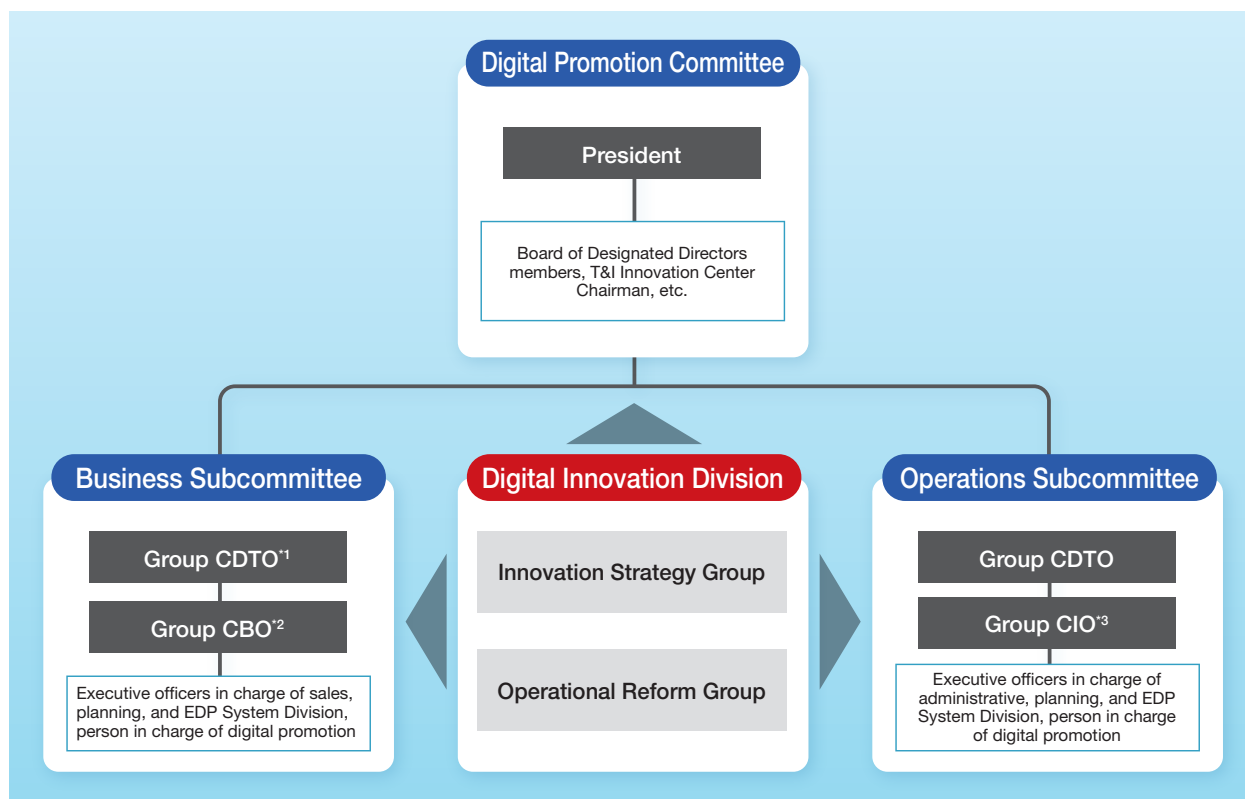 Digital Promotion Committee
President
Board of Designated Directors
members, T&I Innovation Center
Chairman, etc.
Business Subcommittee
Group CDTO*1
Group CBO*2
Executive officers in charge of sales,
planning, and EDP System Division,
person in charge of digital promotion
Digital Innovation Division
Innovation Strategy Group
Operational Reform Group
Operations Subcommittee
Group CDTO
Group CIO*3
Executive officers in charge of
administrative, planning, and EDP
System Division, person in charge
of digital promotion